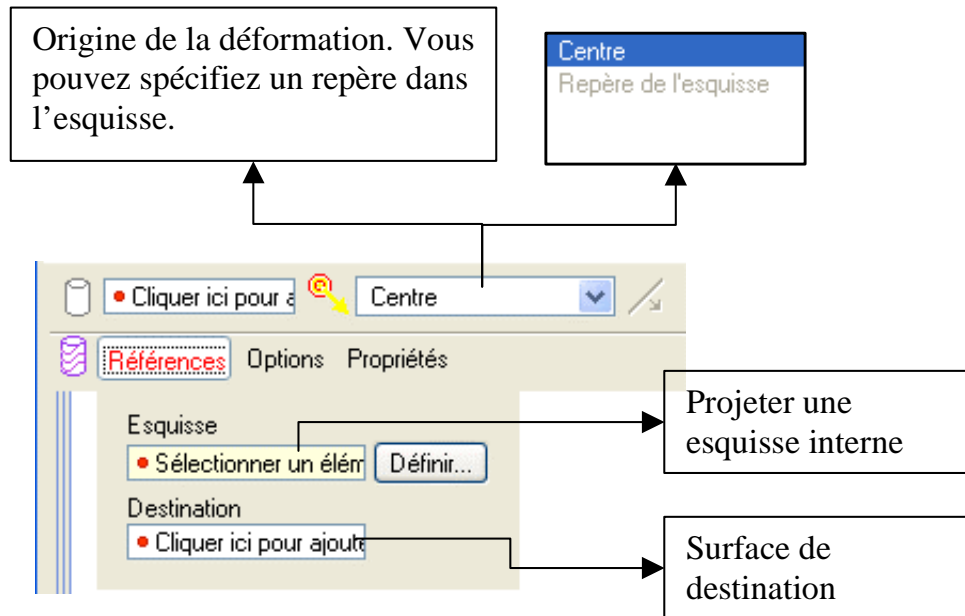 Origine de la déformation. Vous
pouvez spécifiez un repère dans
l’esquisse.
Centre
Repère de l'esquisse
Cliquer ici pour a
Centre
Références Options Propriétés
Esquisse
Sélectionner un élém
Définir...
Destination
Cliquer ici pour ajoute
Projeter une
esquisse interne
Surface de
destination